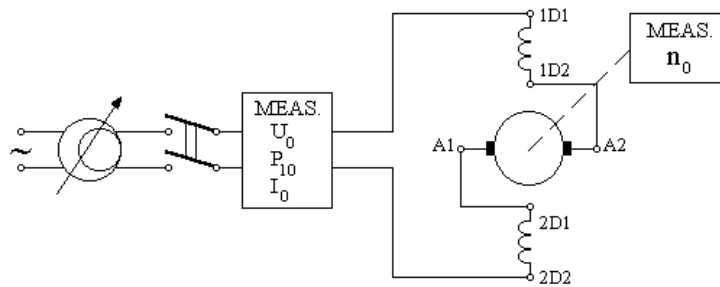 1D1
MEAS.
n0
1D2
MEAS.
U0
P10
I0
~
A1
A2
2D1
2D2